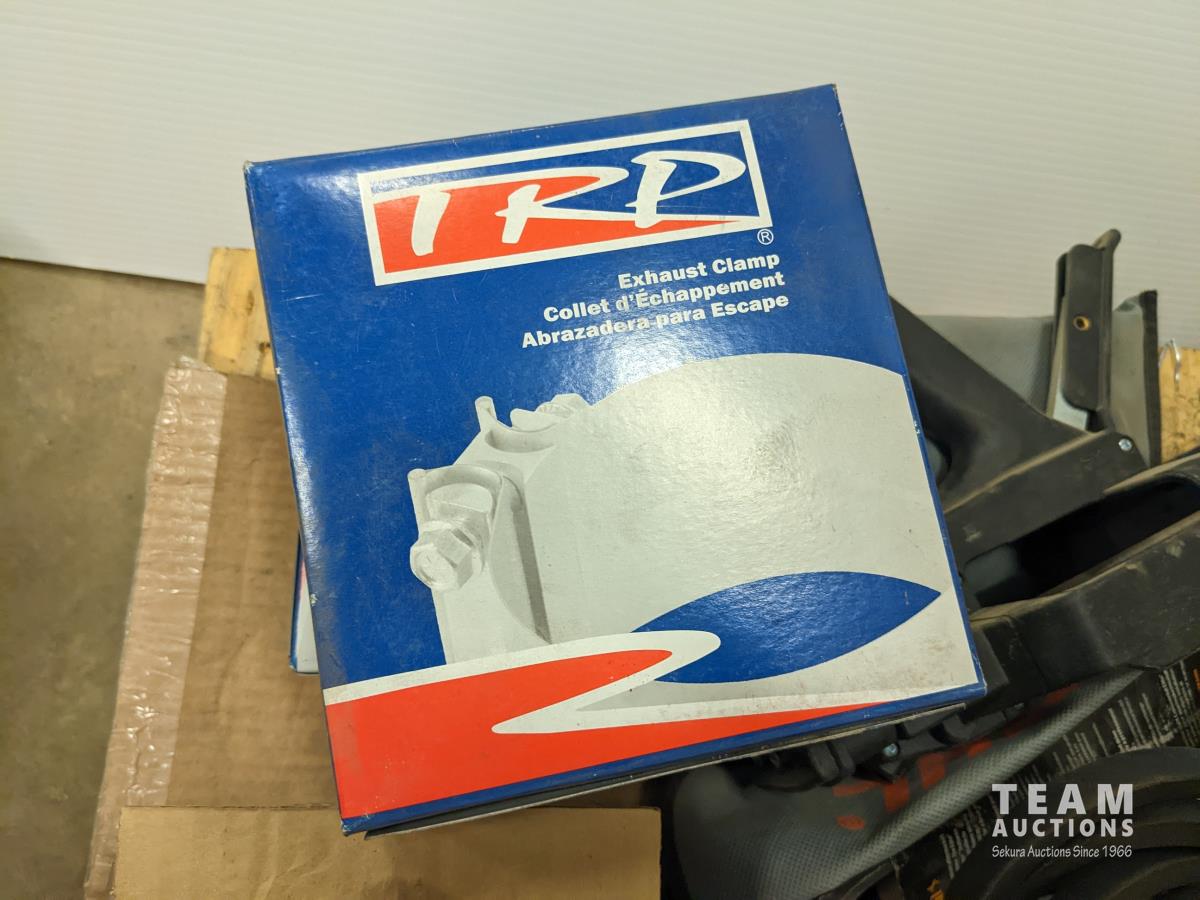 TRP
®
Exhaust Clamp
Collet d'Échappement
Abrazadera para Escape
TEAM
AUCTIONS
Sekura Auctions Since 1966